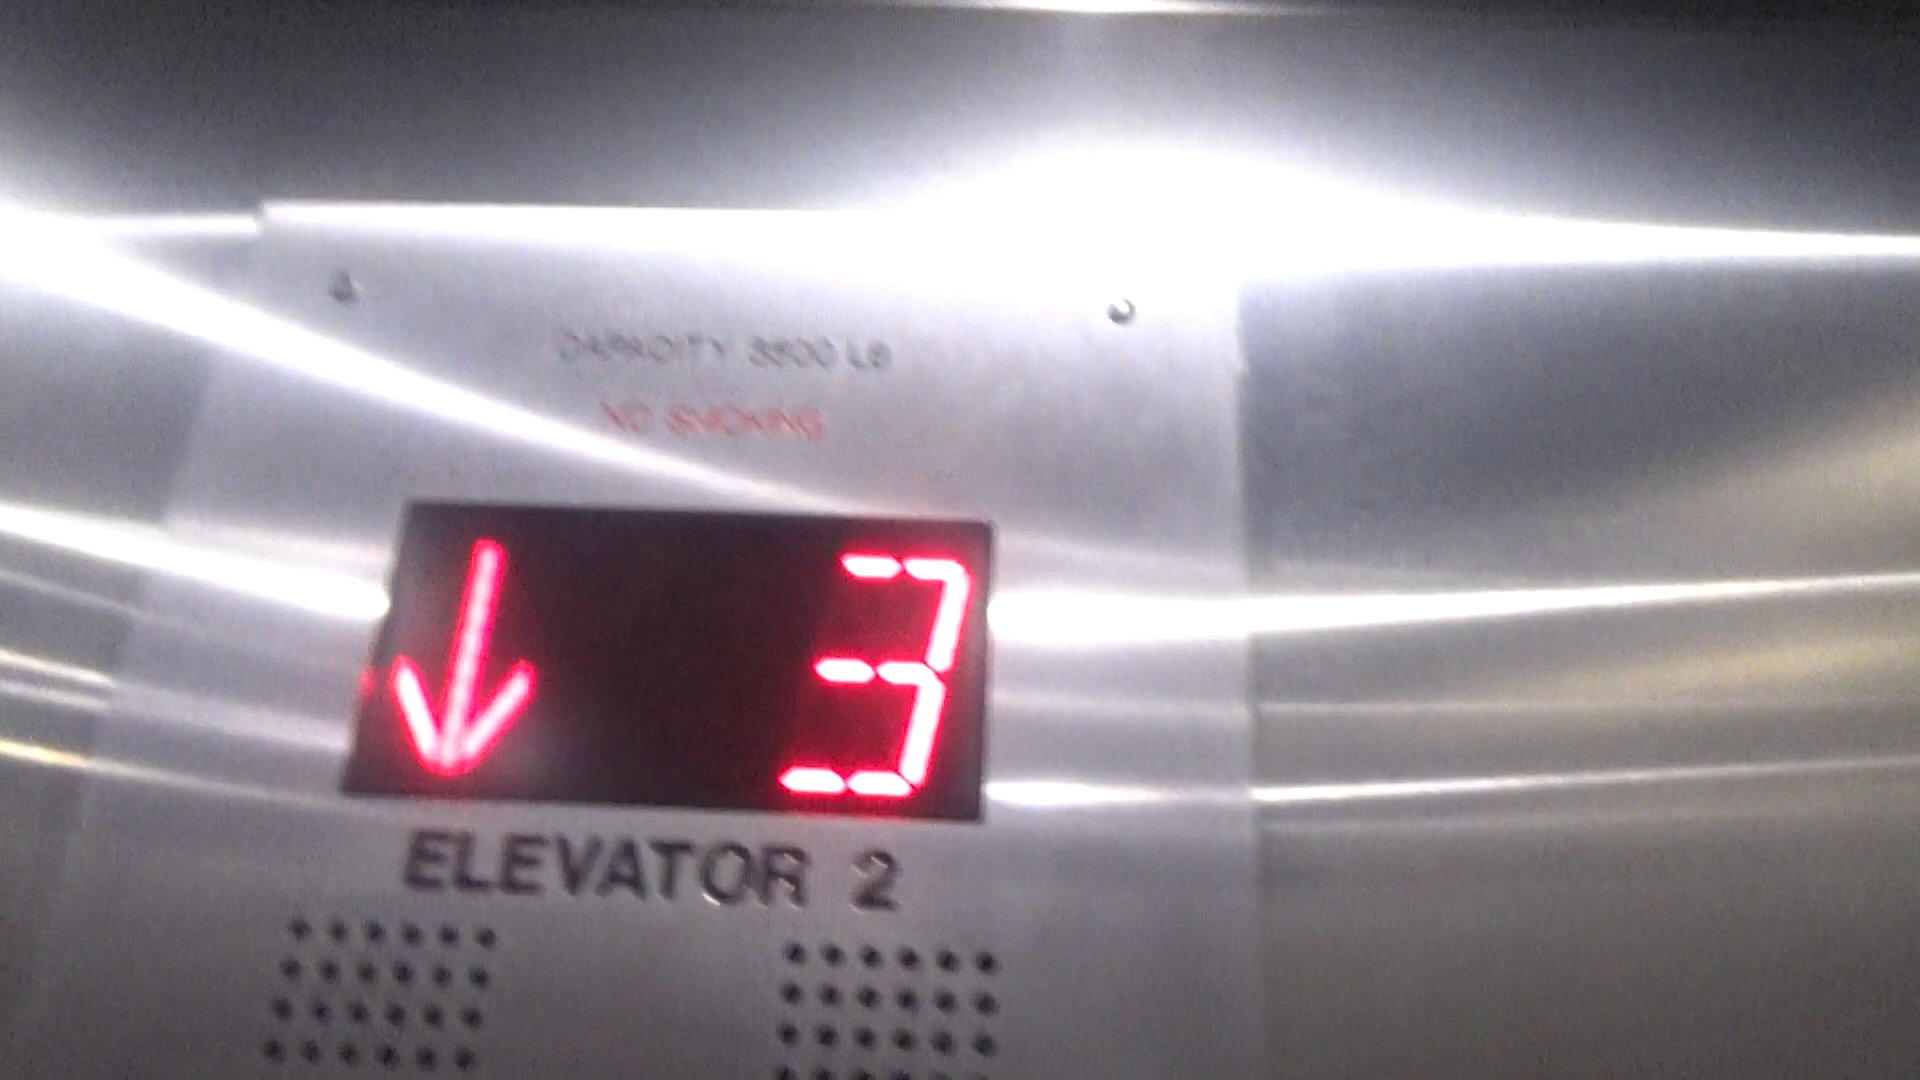 CAPACITY 3500 LB
NO SMOKING
↓ 3
ELEVATOR 2